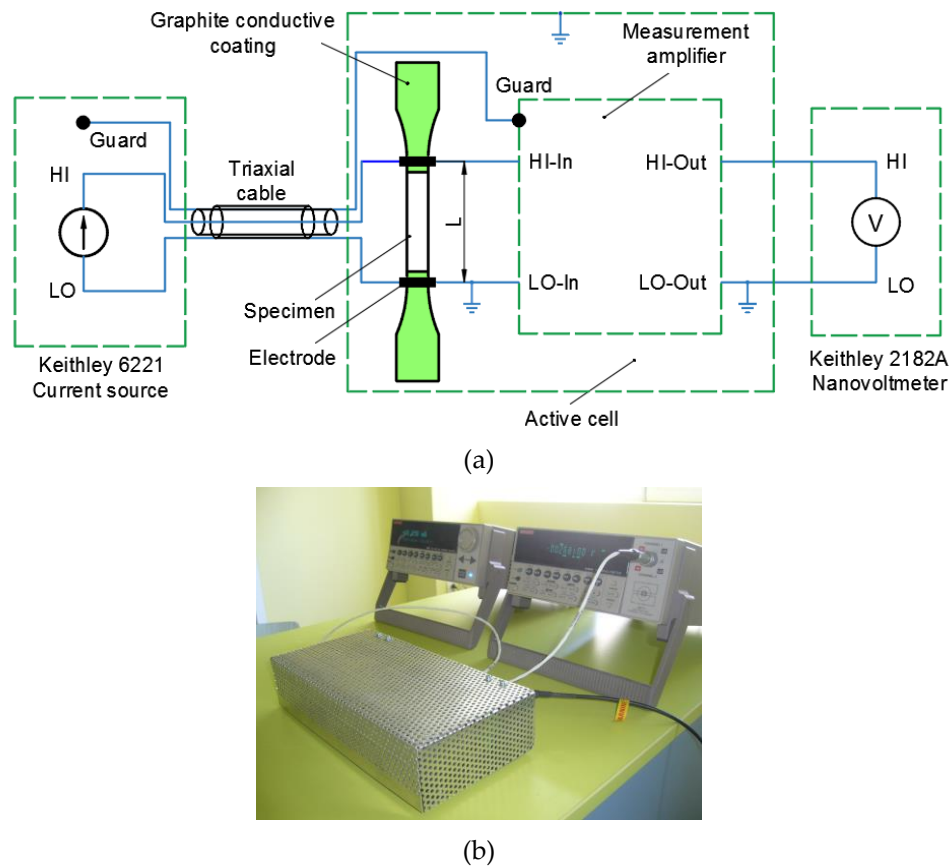 Graphite conductive
coating
Measurement
amplifier
Guard
Guard
HI
Triaxial
cable
HI-In
HI-Out
HI
L
V
LO
LO-In
LO-Out
LO
Specimen
Electrode
Keithley 6221
Current source
Keithley 2182A
Nanovoltmeter
Active cell
(a)
(b)